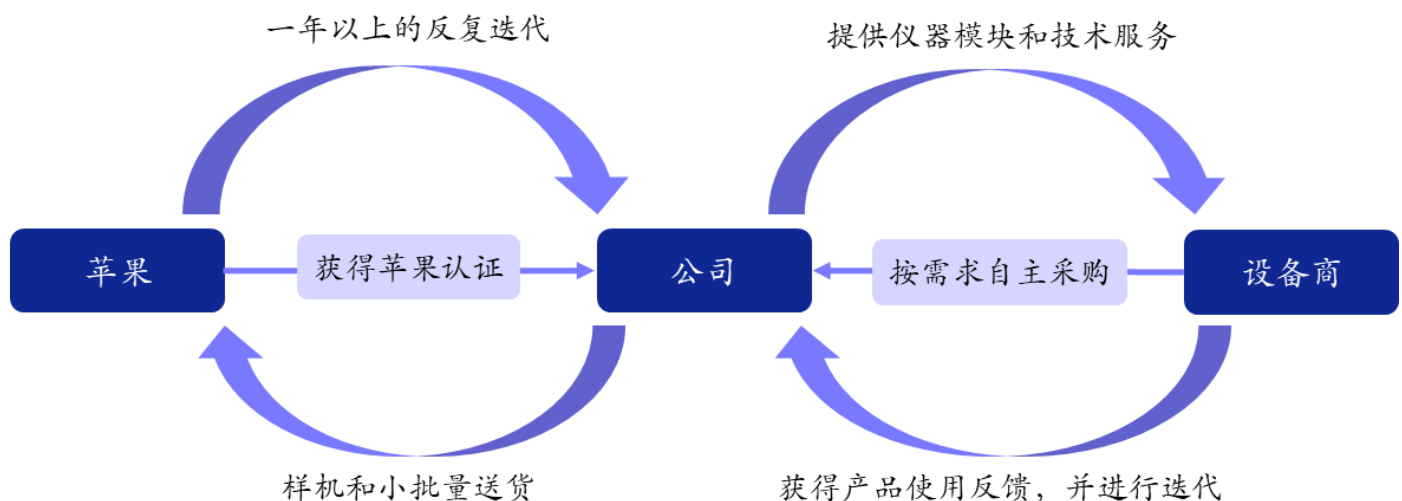 一年以上的反复迭代
提供仪器模块和技术服务
苹果
获得苹果认证
公司
按需求自主采购
设备商
样机和小批量送货
获得产品使用反馈，并进行迭代